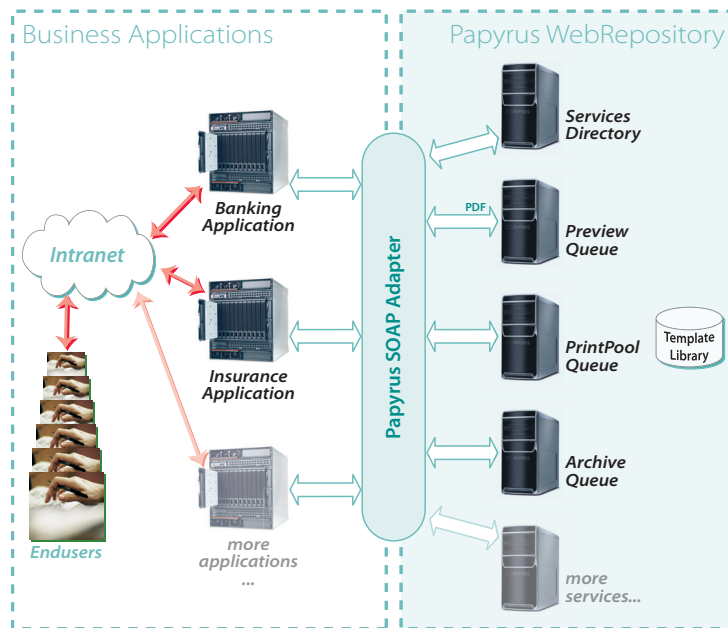 Business Applications
Papyrus WebRepository
Services
Directory
Banking
Application
PDF
Preview
Queue
Intranet
Papyrus SOAP Adapter
Insurance
Application
PrintPool
Queue
Template
Library
Archive
Queue
Endusers
more
applications
...
more
services...